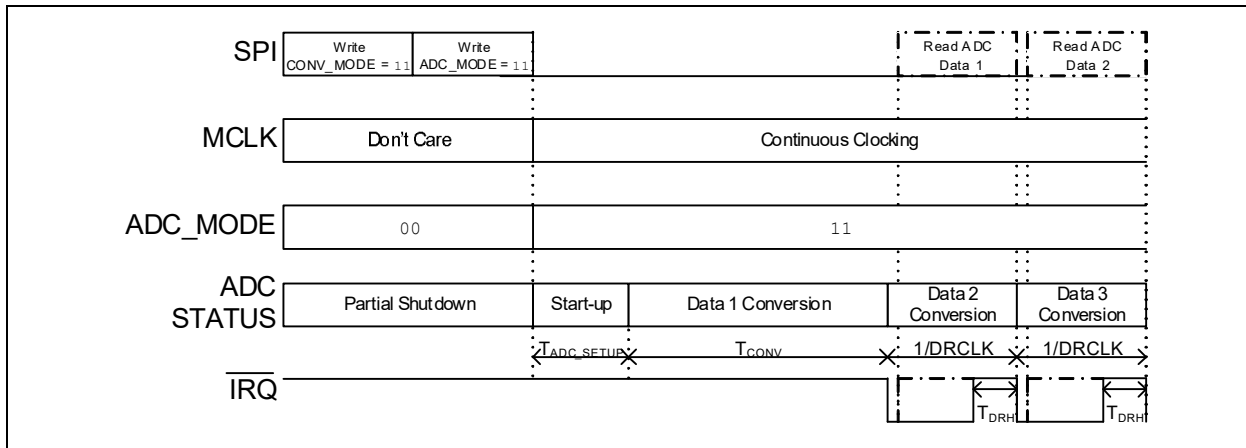 SPI
Write
CONV_MODE = 11
Write
ADC_MODE = 11
Read ADC
Data 1
Read ADC
Data 2
MCLK
Don't Care
Continuous Clocking
ADC_MODE
00
11
ADC
STATUS
Partial Shutdown
Start-up
Data 1 Conversion
Data 2
Conversion
Data 3
Conversion
TADC_SETUP
TCONV
1/DRCLK
1/DRCLK
IRQ
TDRH
TDRH